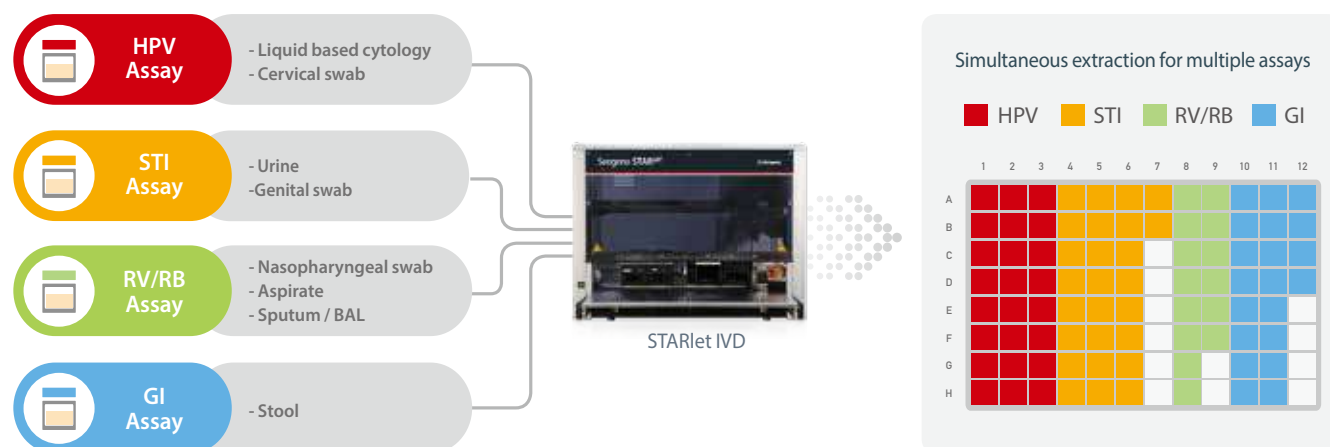 HPV
Assay
- Liquid based cytology
- Cervical swab
STI
Assay
- Urine
-Genital swab
RV/RB
Assay
- Nasopharyngeal swab
- Aspirate
- Sputum / BAL
GI
Assay
- Stool
Seegene STARlet
STARlet IVD
Simultaneous extraction for multiple assays
HPV STI RV/RB GI
1 2 3 4 5 6 7 8 9 10 11 12
A
B
C
D
E
F
G
H